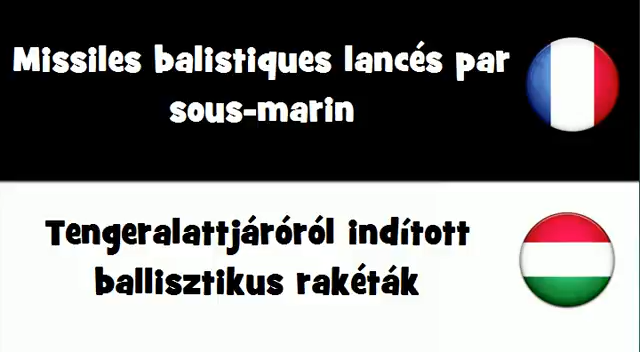 Missiles balistiques lancés par
sous-marin
Tengeralattjáróról indított
ballisztikus rakéták